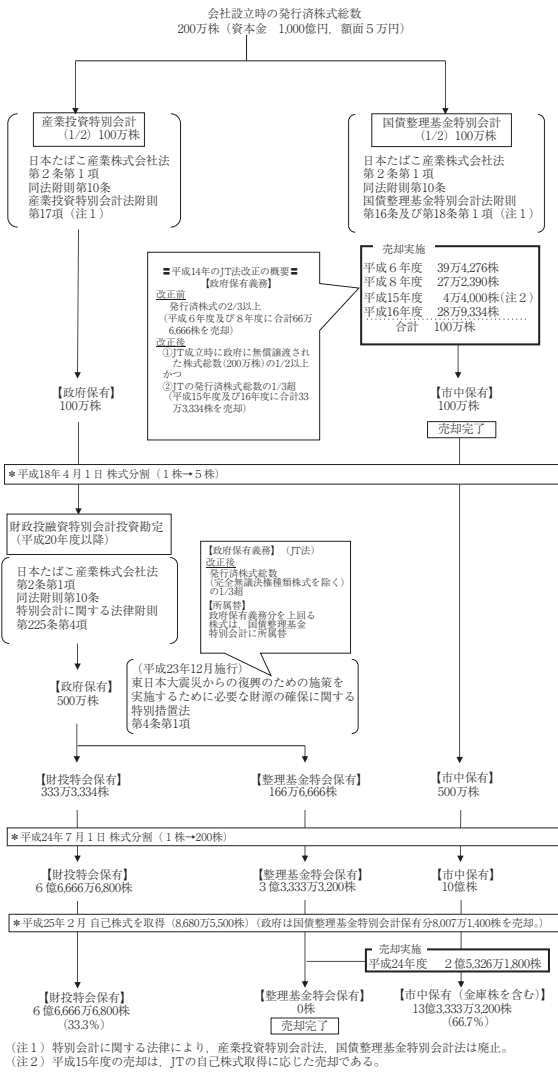 会社設立時の発行済株式総数
200万株（資本金　1,000億円，額面５万円）
産業投資特別会計
（1/2）100万株
日本たばこ産業株式会社法
第２条第１項
同法附則第10条
産業投資特別会計法附則
第17項（注１）
国債整理基金特別会計
（1/2）100万株
日本たばこ産業株式会社法
第２条第１項
同法附則第10条
国債整理基金特別会計法附則
第16条及び第18条第１項（注１）
〓平成14年のJT法改正の概要〓
【政府保有義務】
改正前
発行済株式の2/3以上
（平成６年度及び８年度に合計66万
6,666株を売却）
改正後
①JT成立時に政府に無償譲渡され
た株式総数(200万株)の1/2以上
かつ
②JTの発行済株式総数の1/3超
（平成15年度及び16年度に合計33
万3,334株を売却）
売却実施
平成６年度　39万4,276株
平成８年度　27万2,390株
平成15年度　４万4,000株（注２）
平成16年度　28万9,334株
合計　100万株
【政府保有】
100万株
【市中保有】
100万株
売却完了
＊平成18年４月１日 株式分割（１株→５株）
財政投融資特別会計投資勘定
（平成20年度以降）
日本たばこ産業株式会社法
第2条第1項
同法附則第10条
特別会計に関する法律附則
第225条第4項
【政府保有義務】（JT法）
改正後
発行済株式総数
（完全無議決権種類株式を除く）
の1/3超
【所属替】
政府保有義務分を上回る
株式は，国債整理基金
特別会計に所属替
【政府保有】
500万株
（平成23年12月施行）
東日本大震災からの復興のための施策を
実施するために必要な財源の確保に関する
特別措置法
第4条第1項
【財投特会保有】
333万3,334株
【整理基金特会保有】
166万6,666株
【市中保有】
500万株
＊平成24年７月１日 株式分割（１株→200株）
【財投特会保有】
６億6,666万6,800株
【整理基金特会保有】
３億3,333万3,200株
【市中保有】
10億株
＊平成25年２月 自己株式を取得（8,680万5,500株）（政府は国債整理基金特別会計保有分8,007万1,400株を売却。）
売却実施
平成24年度　２億5,326万1,800株
【財投特会保有】
６億6,666万6,800株
（33.3％）
【整理基金特会保有】
0株
売却完了
【市中保有（金庫株を含む）】
13億3,333万3,200株
（66.7％）
（注１）特別会計に関する法律により，産業投資特別会計法，国債整理基金特別会計法は廃止。
（注２）平成15年度の売却は，JTの自己株式取得に応じた売却である。